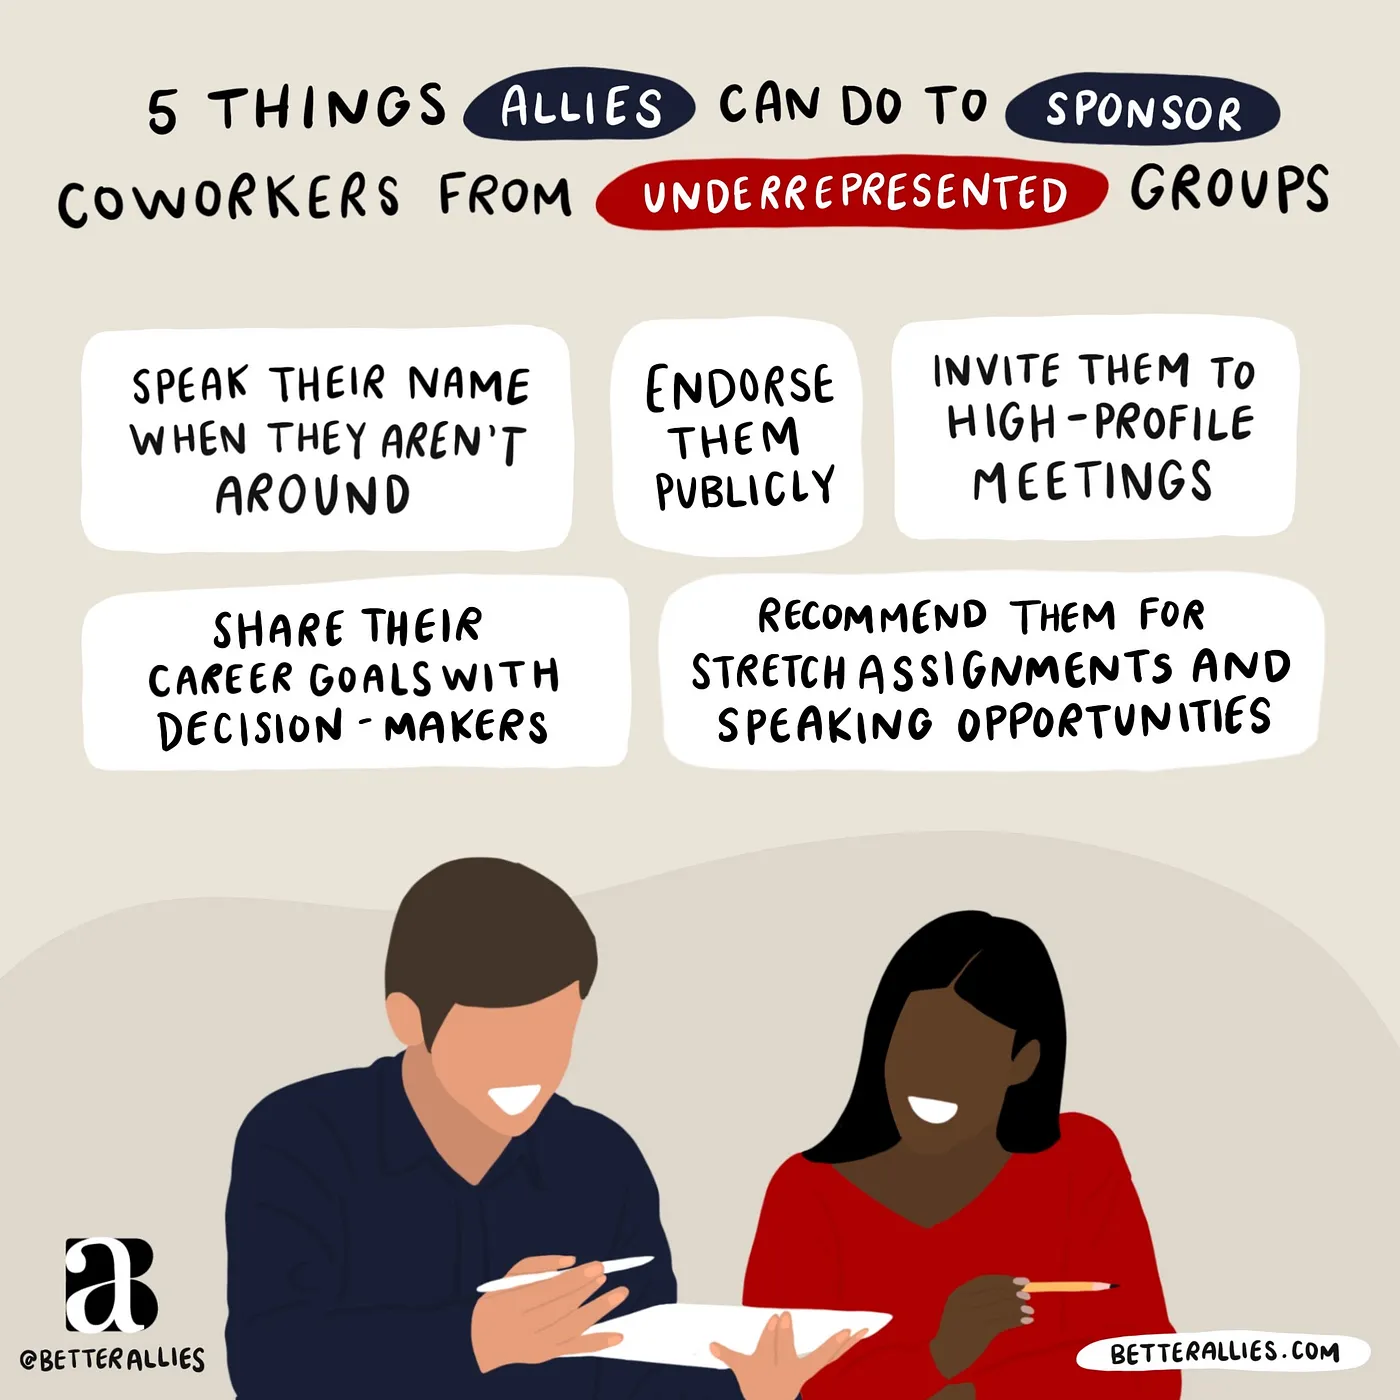 5 THINGS ALLIES CAN DO TO SPONSOR
COWORKERS FROM UNDERREPRESENTED GROUPS
SPEAK THEIR NAME
WHEN THEY AREN'T
AROUND
ENDORSE
THEM
PUBLICLY
INVITE THEM TO
HIGH-PROFILE
MEETINGS
SHARE THEIR
CAREER GOALS WITH
DECISION-MAKERS
RECOMMEND THEM FOR
STRETCH ASSIGNMENTS AND
SPEAKING OPPORTUNITIES
aB
@BETTERALLIES
BETTERALLIES.COM